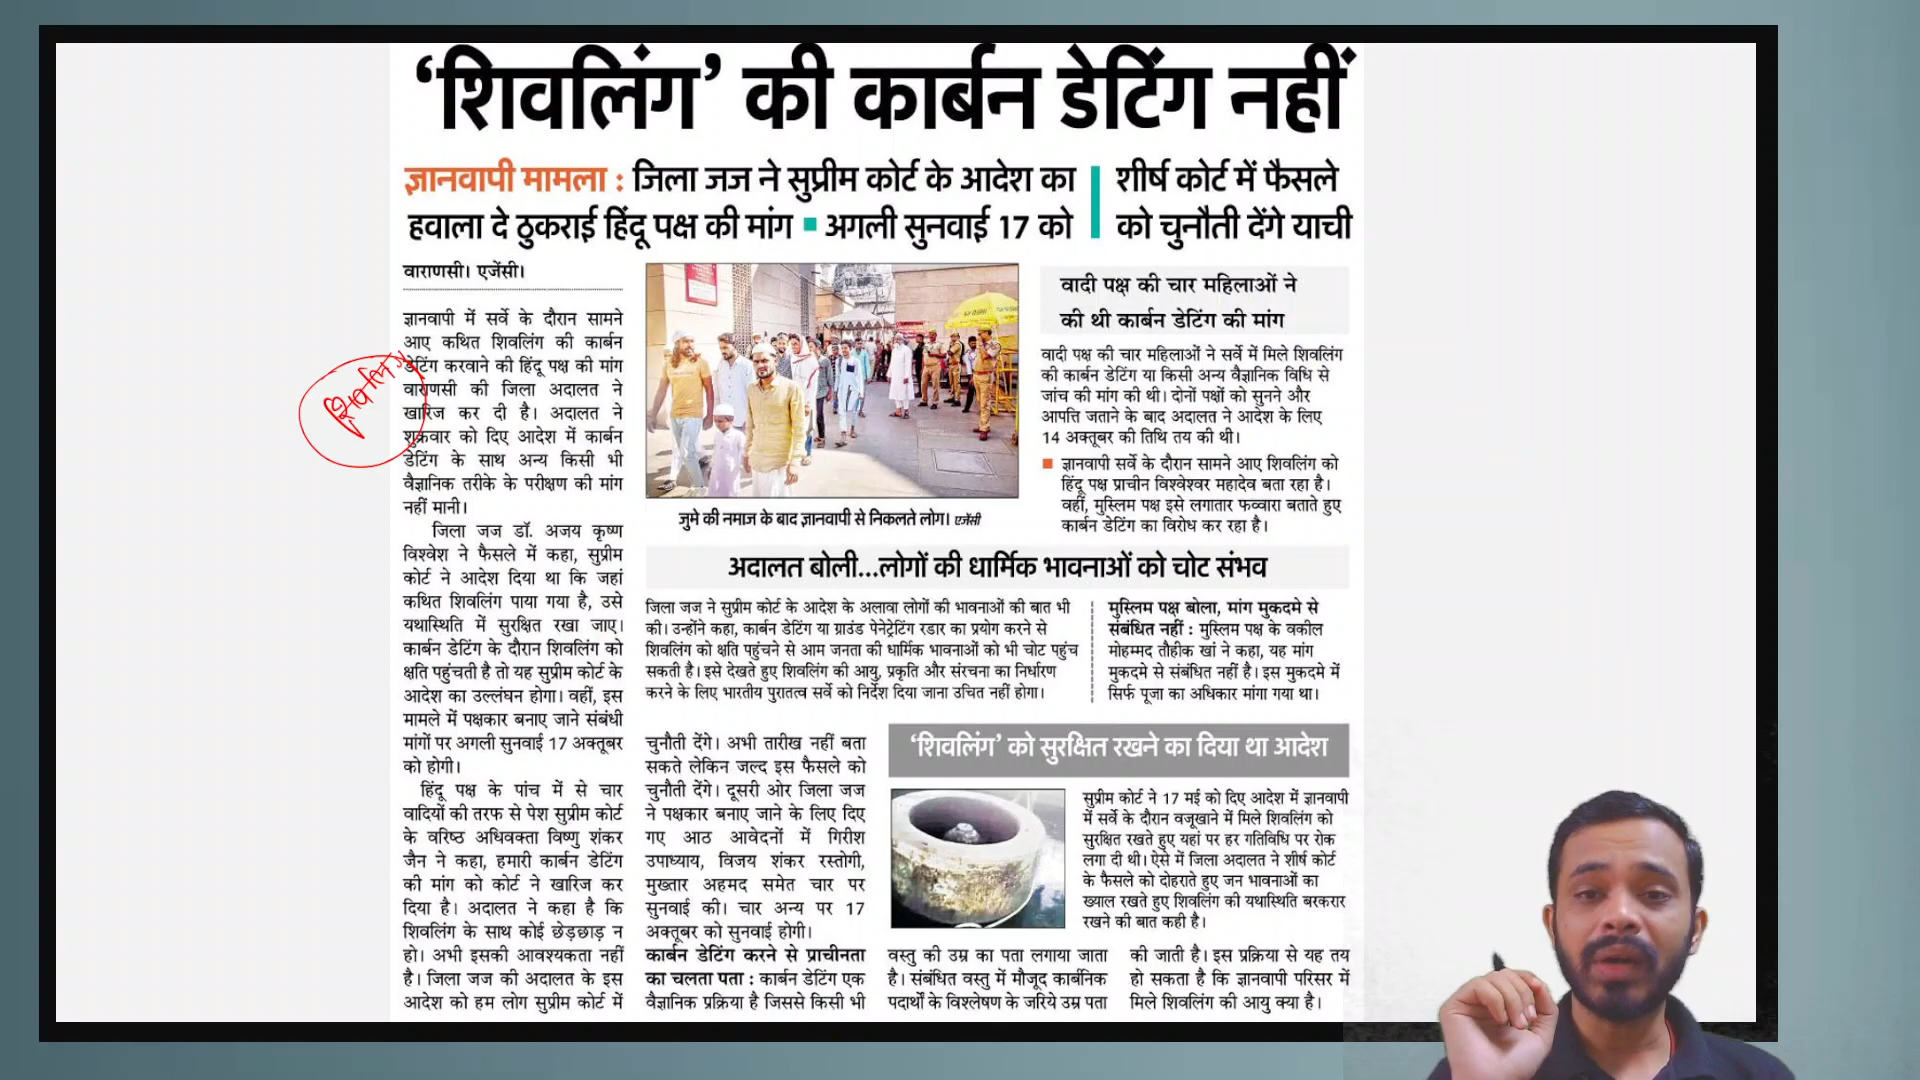 ‘शिवलिंग’ की कार्बन डेटिंग नहीं
ज्ञानवापी मामला : जिला जज ने सुप्रीम कोर्ट के आदेश का
हवाला दे ठुकराई हिंदू पक्ष की मांग ▪ अगली सुनवाई 17 को
शीर्ष कोर्ट में फैसले
को चुनौती देंगे याची
वाराणसी। एजेंसी।
ज्ञानवापी में सर्वे के दौरान सामने
आए कथित शिवलिंग की कार्बन
डेटिंग करवाने की हिंदू पक्ष की मांग
वाराणसी की जिला अदालत ने
खारिज कर दी है। अदालत ने
शुक्रवार को दिए आदेश में कार्बन
डेटिंग के साथ अन्य किसी भी
वैज्ञानिक तरीके के परीक्षण की मांग
नहीं मानी।
जिला जज डॉ. अजय कृष्ण
विश्वेश ने फैसले में कहा, सुप्रीम
कोर्ट ने आदेश दिया था कि जहां
कथित शिवलिंग पाया गया है, उसे
यथास्थिति में सुरक्षित रखा जाए।
कार्बन डेटिंग के दौरान शिवलिंग को
क्षति पहुंचती है तो यह सुप्रीम कोर्ट के
आदेश का उल्लंघन होगा। वहीं, इस
मामले में पक्षकार बनाए जाने संबंधी
मांगों पर अगली सुनवाई 17 अक्तूबर
को होगी।
हिंदू पक्ष के पांच में से चार
वादियों की तरफ से पेश सुप्रीम कोर्ट
के वरिष्ठ अधिवक्ता विष्णु शंकर
जैन ने कहा, हमारी कार्बन डेटिंग
की मांग को कोर्ट ने खारिज कर
दिया है। अदालत ने कहा है कि
शिवलिंग के साथ कोई छेड़छाड़ न
हो। अभी इसकी आवश्यकता नहीं
है। जिला जज की अदालत के इस
आदेश को हम लोग सुप्रीम कोर्ट में
शिवलिंग
जुमे की नमाज के बाद ज्ञानवापी से निकलते लोग। एजेंसी
वादी पक्ष की चार महिलाओं ने
की थी कार्बन डेटिंग की मांग
वादी पक्ष की चार महिलाओं ने सर्वे में मिले शिवलिंग
की कार्बन डेटिंग या किसी अन्य वैज्ञानिक विधि से
जांच की मांग की थी। दोनों पक्षों को सुनने और
आपत्ति जताने के बाद अदालत ने आदेश के लिए
14 अक्तूबर की तिथि तय की थी।
▪ ज्ञानवापी सर्वे के दौरान सामने आए शिवलिंग को
हिंदू पक्ष प्राचीन विश्वेश्वर महादेव बता रहा है।
वहीं, मुस्लिम पक्ष इसे लगातार फव्वारा बताते हुए
कार्बन डेटिंग का विरोध कर रहा है।
अदालत बोली...लोगों की धार्मिक भावनाओं को चोट संभव
जिला जज ने सुप्रीम कोर्ट के आदेश के अलावा लोगों की भावनाओं की बात भी
की। उन्होंने कहा, कार्बन डेटिंग या ग्राउंड पेनेट्रेटिंग रडार का प्रयोग करने से
शिवलिंग को क्षति पहुंचने से आम जनता की धार्मिक भावनाओं को भी चोट पहुंच
सकती है। इसे देखते हुए शिवलिंग की आयु, प्रकृति और संरचना का निर्धारण
करने के लिए भारतीय पुरातत्व सर्वे को निर्देश दिया जाना उचित नहीं होगा।
मुस्लिम पक्ष बोला, मांग मुकदमे से
संबंधित नहीं : मुस्लिम पक्ष के वकील
मोहम्मद तौहीक खां ने कहा, यह मांग
मुकदमे से संबंधित नहीं है। इस मुकदमे में
सिर्फ पूजा का अधिकार मांगा गया था।
चुनौती देंगे। अभी तारीख नहीं बता
सकते लेकिन जल्द इस फैसले को
चुनौती देंगे। दूसरी ओर जिला जज
ने पक्षकार बनाए जाने के लिए दिए
गए आठ आवेदनों में गिरीश
उपाध्याय, विजय शंकर रस्तोगी,
मुख्तार अहमद समेत चार पर
सुनवाई की। चार अन्य पर 17
अक्तूबर को सुनवाई होगी।
कार्बन डेटिंग करने से प्राचीनता
का चलता पता : कार्बन डेटिंग एक
वैज्ञानिक प्रक्रिया है जिससे किसी भी
‘शिवलिंग’ को सुरक्षित रखने का दिया था आदेश
सुप्रीम कोर्ट ने 17 मई को दिए आदेश में ज्ञानवापी
में सर्वे के दौरान वजूखाने में मिले शिवलिंग को
सुरक्षित रखते हुए यहां पर हर गतिविधि पर रोक
लगा दी थी। ऐसे में जिला अदालत ने शीर्ष कोर्ट
के फैसले को दोहराते हुए जन भावनाओं का
ख्याल रखते हुए शिवलिंग की यथास्थिति बरकरार
रखने की बात कही है।
वस्तु की उम्र का पता लगाया जाता
है। संबंधित वस्तु में मौजूद कार्बनिक
पदार्थों के विश्लेषण के जरिये उम्र पता
की जाती है। इस प्रक्रिया से यह तय
हो सकता है कि ज्ञानवापी परिसर में
मिले शिवलिंग की आयु क्या है।